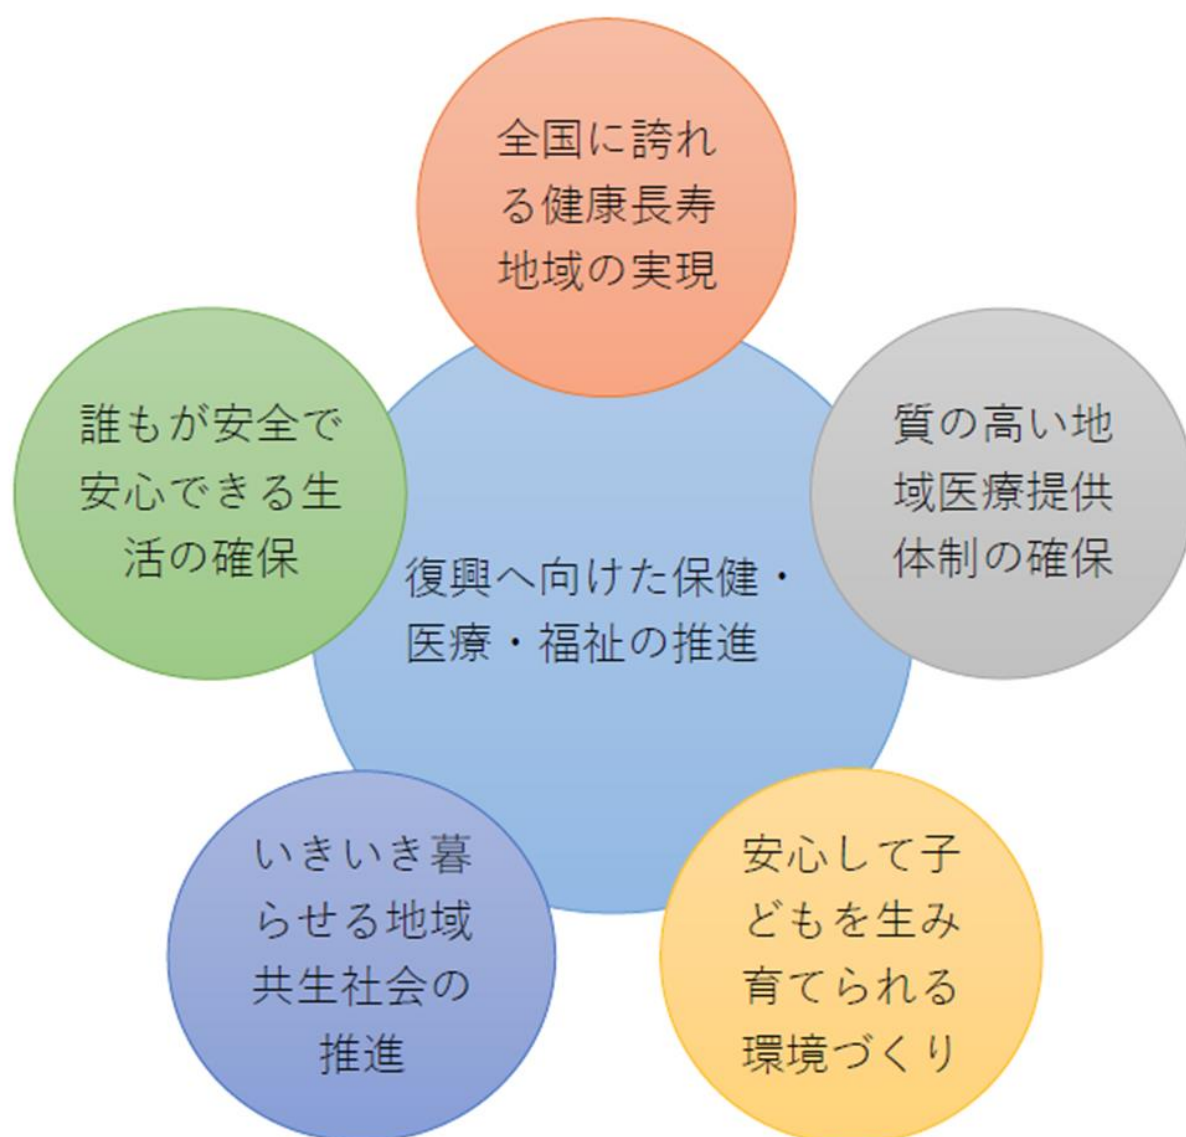 全国に誇れ
る健康長寿
地域の実現
誰もが安全で
安心できる生
活の確保
質の高い地
域医療提供
体制の確保
復興へ向けた保健・
医療・福祉の推進
いきいき暮
らせる地域
共生社会の
推進
安心して子
どもを生み
育てられる
環境づくり